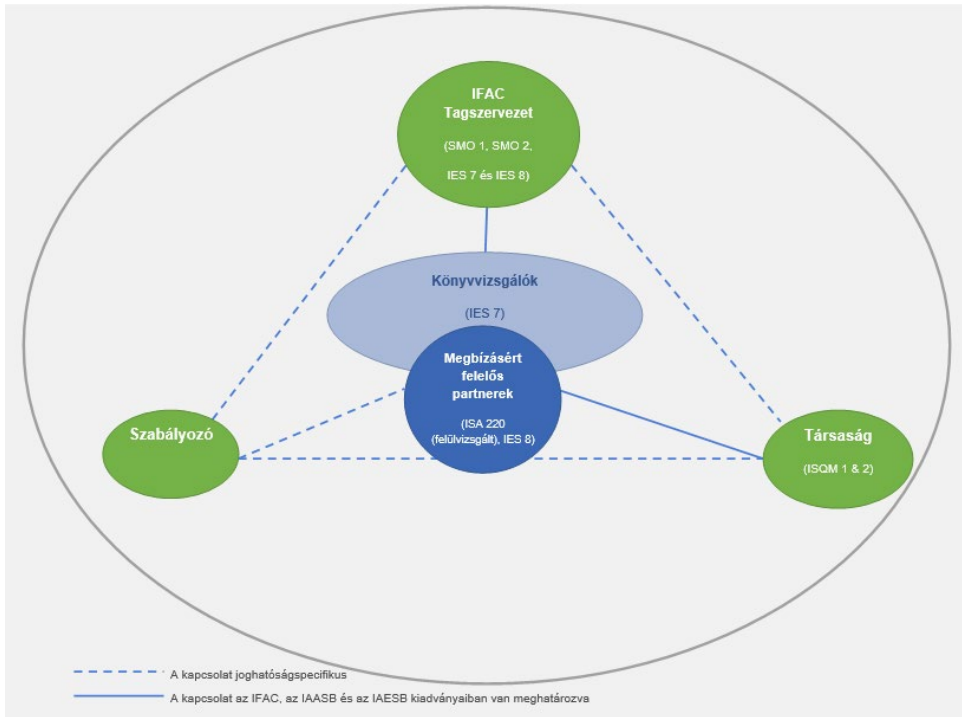 IFAC
Tagszervezet
(SMO 1, SMO 2,
IES 7 és IES 8)
Könyvvizsgálók
(IES 7)
Megbízásért
felelős
partnerek
(ISA 220
(felülvizsgált), IES 8)
Szabályozó
Társaság
(ISQM 1 & 2)
A kapcsolat joghatóságspecifikus
A kapcsolat az IFAC, az IAASB és az IAESB kiadványaiban van meghatározva